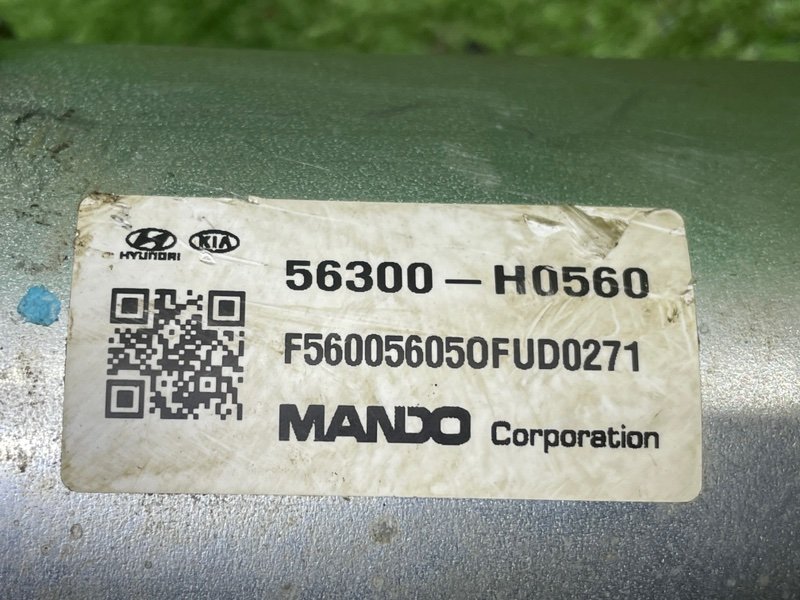 HYUNDAI
KIA
56300 - H0560
F560056050FUD0271
MANDO Corporation